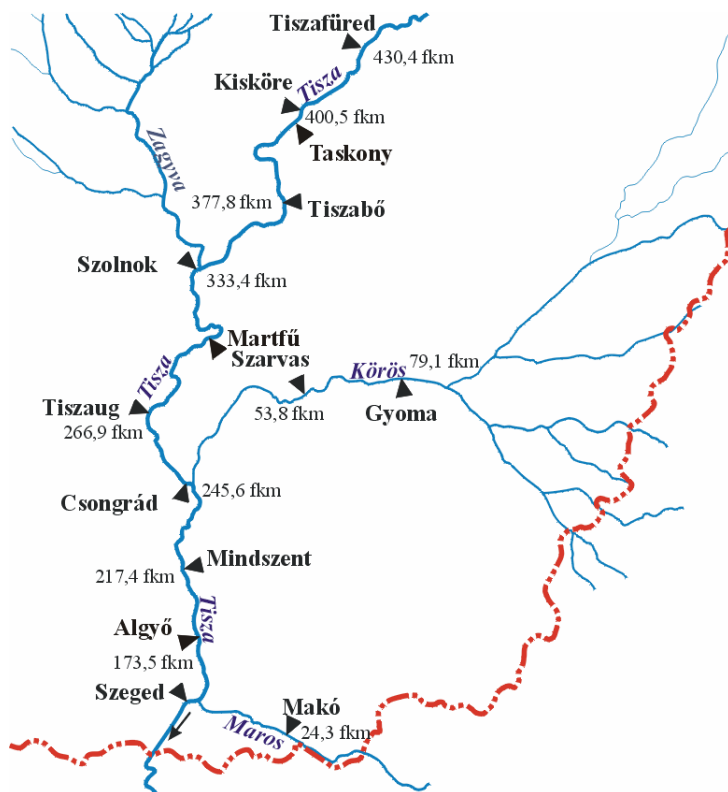 Tiszafüred
430,4 fkm
Kisköre
Tisza
400,5 fkm
Taskony
Zagyva
377,8 fkm
Tiszabő
Szolnok
333,4 fkm
Martfű
Szarvas
79,1 fkm
Tisza
Körös
Tiszaug
53,8 fkm
Gyoma
266,9 fkm
Csongrád
245,6 fkm
Mindszent
217,4 fkm
Tisza
Algyő
173,5 fkm
Szeged
Makó
Maros
24,3 fkm